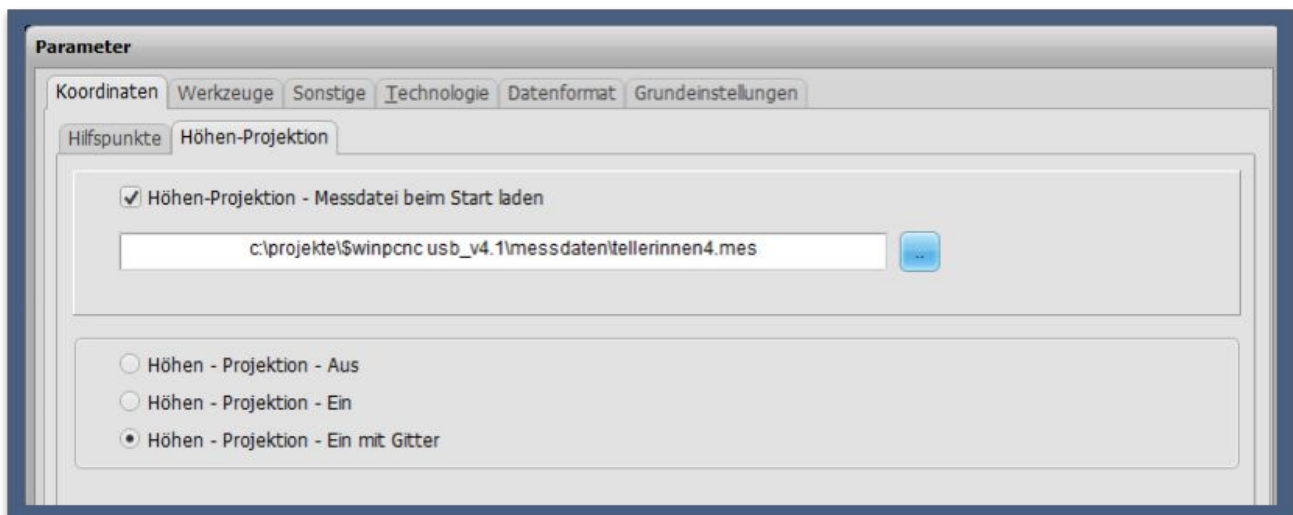 Parameter
Koordinaten Werkzeuge Sonstige Technologie Datenformat Grundeinstellungen
Hilfspunkte Höhen-Projektion
Höhen-Projektion - Messdatei beim Start laden
c:\projekte\$winpcnc usb_v4.1\messdaten\tellerinnen4.mes
..
Höhen - Projektion - Aus
Höhen - Projektion - Ein
Höhen - Projektion - Ein mit Gitter